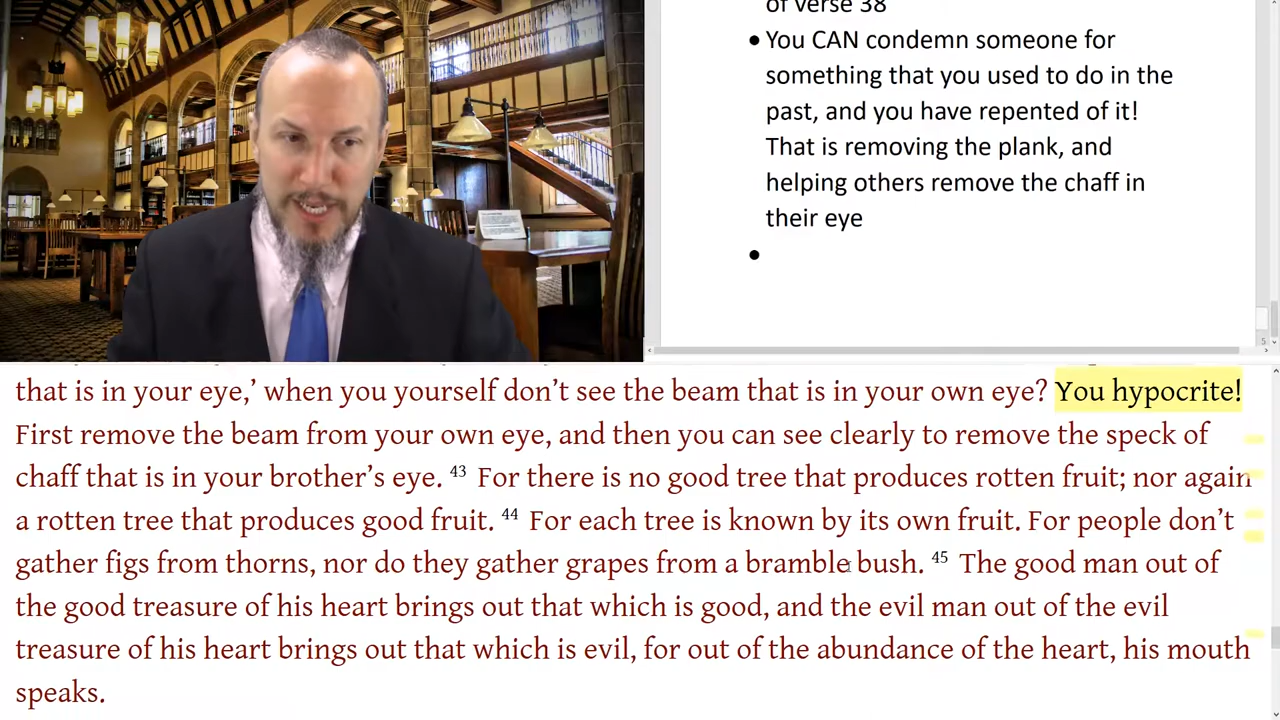 of verse 38
• You CAN condemn someone for
something that you used to do in the
past, and you have repented of it!
That is removing the plank, and
helping others remove the chaff in
their eye
•
that is in your eye,’ when you yourself don’t see the beam that is in your own eye? You hypocrite!
First remove the beam from your own eye, and then you can see clearly to remove the speck of
chaff that is in your brother’s eye. 43 For there is no good tree that produces rotten fruit; nor again
a rotten tree that produces good fruit. 44 For each tree is known by its own fruit. For people don’t
gather figs from thorns, nor do they gather grapes from a bramble bush. 45 The good man out of
the good treasure of his heart brings out that which is good, and the evil man out of the evil
treasure of his heart brings out that which is evil, for out of the abundance of the heart, his mouth
speaks.